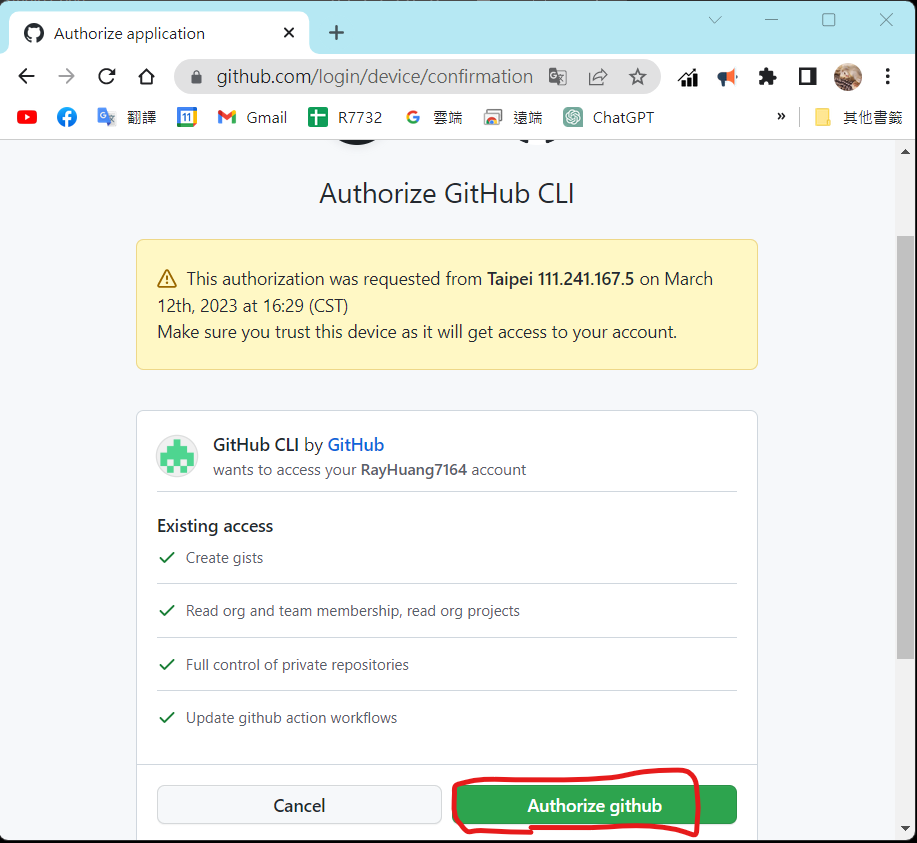 Authorize application
github.com/login/device/confirmation
翻譯
11
Gmail
R7732
雲端
遠端
ChatGPT
»
其他書籤
Authorize GitHub CLI
This authorization was requested from Taipei 111.241.167.5 on March
12th, 2023 at 16:29 (CST)
Make sure you trust this device as it will get access to your account.
GitHub CLI by GitHub
wants to access your RayHuang7164 account
Existing access
Create gists
Read org and team membership, read org projects
Full control of private repositories
Update github action workflows
Cancel
Authorize github